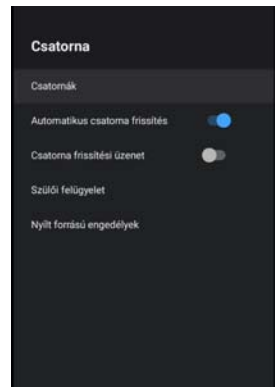 Csatorna
Csatornák
Automatikus csatorna frissítés
Csatorna frissítési üzenet
Szülői felügyelet
Nyílt forrású engedélyek